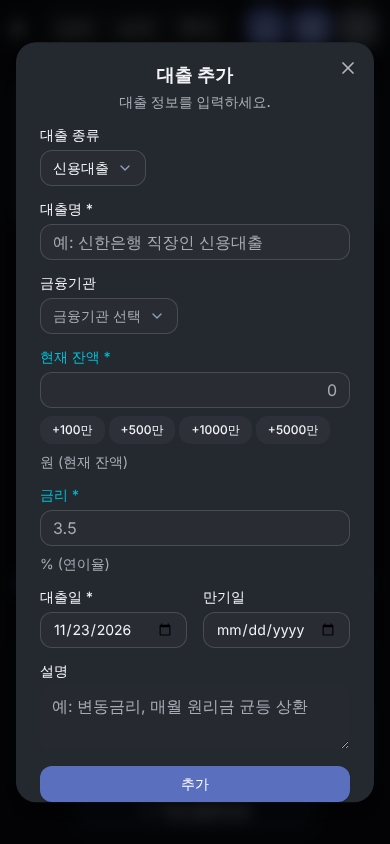 대출 추가
대출 정보를 입력하세요.
대출 종류
신용대출
대출명 *
예: 신한은행 직장인 신용대출
금융기관
금융기관 선택
현재 잔액 *
0
+100만 +500만 +1000만 +5000만
원 (현재 잔액)
금리 *
3.5
% (연이율)
대출일 * 만기일
11/23/2026 mm/dd/yyyy
설명
예: 변동금리, 매월 원리금 균등 상환
추가